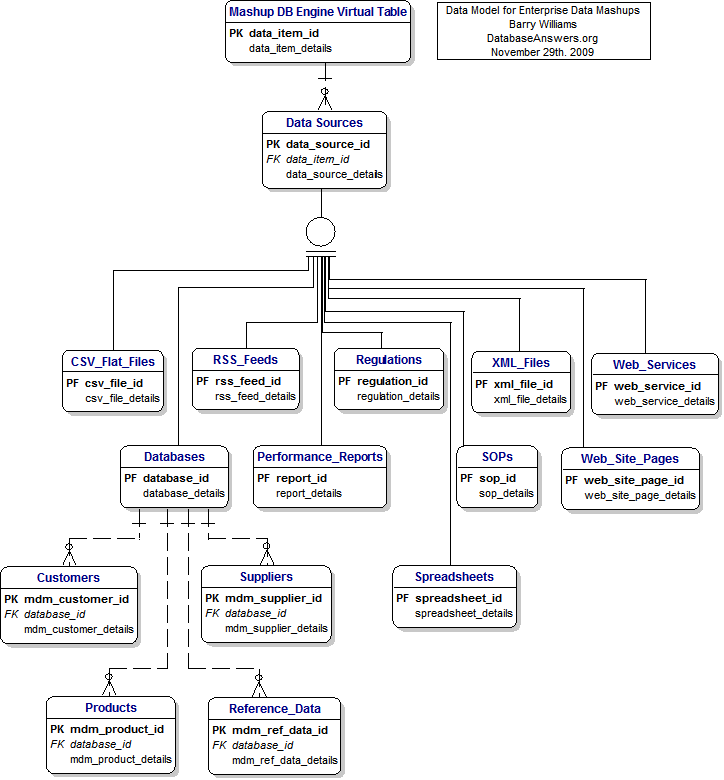 Mashup DB Engine Virtual Table
PK data_item_id
data_item_details
Data Model for Enterprise Data Mashups
Barry Williams
DatabaseAnswers.org
November 29th. 2009
Data Sources
PK data_source_id
FK data_item_id
data_source_details
CSV_Flat_Files
PF csv_file_id
csv_file_details
RSS_Feeds
PF rss_feed_id
rss_feed_details
Regulations
PF regulation_id
regulation_details
XML_Files
PF xml_file_id
xml_file_details
Web_Services
PF web_service_id
web_service_details
Databases
PF database_id
database_details
Performance_Reports
PF report_id
report_details
SOPs
PF sop_id
sop_details
Web_Site_Pages
PF web_site_page_id
web_site_page_details
Customers
PK mdm_customer_id
FK database_id
mdm_customer_details
Suppliers
PK mdm_supplier_id
FK database_id
mdm_supplier_details
Spreadsheets
PF spreadsheet_id
spreadsheet_details
Products
PK mdm_product_id
FK database_id
mdm_product_details
Reference_Data
PK mdm_ref_data_id
FK database_id
mdm_ref_data_details